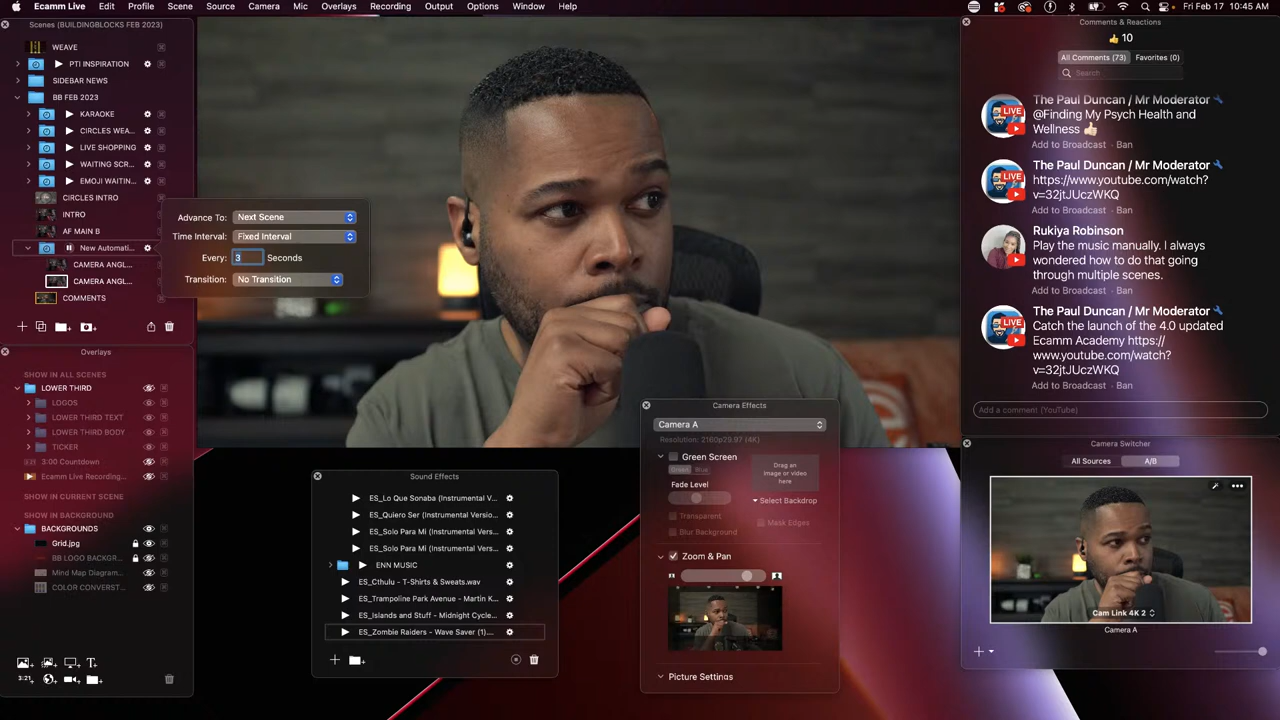 Ecamm Live Edit Profile Scene Source Camera Mic Overlays Recording Output Options Window Help
Fri Feb 17 10:45 AM
Scenes (BUILDINGBLOCKS FEB 2023)
WEAVE
PTI INSPIRATION
SIDEBAR NEWS
BB FEB 2023
KARAOKE
CIRCLES WEA...
LIVE SHOPPING
WAITING SCR...
EMOJI WAITIN...
CIRCLES INTRO
INTRO
AF MAIN B
New Automati...
CAMERA ANGL...
CAMERA ANGL...
COMMENTS
Advance To: Next Scene
Time Interval: Fixed Interval
Every: 3 Seconds
Transition: No Transition
Overlays
SHOW IN ALL SCENES
LOWER THIRD
LOGOS
LOWER THIRD TEXT
LOWER THIRD BODY
TICKER
3:00 Countdown
Ecamm Live Recording...
SHOW IN CURRENT SCENE
SHOW IN BACKGROUND
BACKGROUNDS
Grid.jpg
BB LOGO BACKGR...
Mind Map Diagram...
COLOR CONVERST...
3:21+
Sound Effects
ES_Lo Que Sonaba (Instrumental V...
ES_Quiero Ser (Instrumental Versio...
ES_Solo Para Mi (Instrumental Vers...
ES_Solo Para Mi (Instrumental Vers...
ENN MUSIC
ES_Cthulu - T-Shirts & Sweats.wav
ES_Trampoline Park Avenue - Martin K...
ES_Islands and Stuff - Midnight Cycle...
ES_Zombie Raiders - Wave Saver (1)....
Camera Effects
Camera A
Resolution: 2160p29.97 (4K)
Green Screen
Green Blue
Fade Level
Drag an
image or video
here
Select Backdrop
Transparent
Mask Edges
Blur Background
Zoom & Pan
Picture Settings
Comments & Reactions
👍 10
All Comments (73) Favorites (0)
Search
The Paul Duncan / Mr Moderator
@Finding My Psych Health and
Wellness 👍🏻
Add to Broadcast · Ban
LIVE
The Paul Duncan / Mr Moderator
https://www.youtube.com/watch?
v=32jtJUczWKQ
Add to Broadcast · Ban
LIVE
Rukiya Robinson
Play the music manually. I always
wondered how to do that going
through multiple scenes.
Add to Broadcast · Ban
The Paul Duncan / Mr Moderator
Catch the launch of the 4.0 updated
Ecamm Academy https://
www.youtube.com/watch?
v=32jtJUczWKQ
Add to Broadcast · Ban
LIVE
Add a comment (YouTube)
Camera Switcher
All Sources A/B
Cam Link 4K 2
Camera A